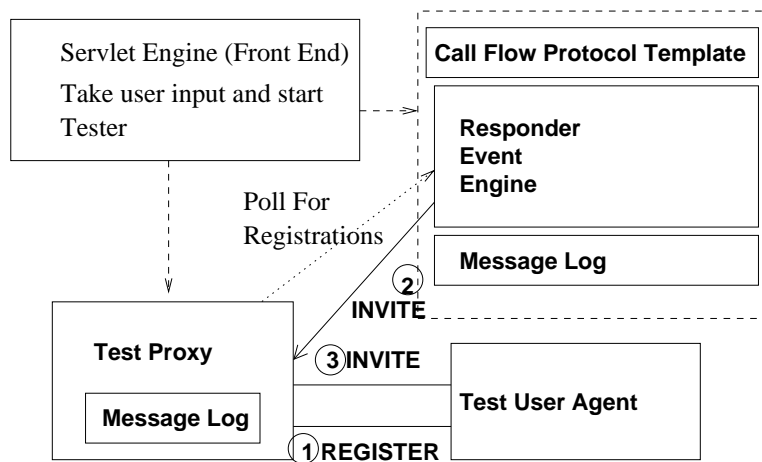 Servlet Engine (Front End)
Take user input and start
Tester
Call Flow Protocol Template
Responder
Event
Engine
Message Log
Poll For
Registrations
2
INVITE
Test Proxy
Message Log
3 INVITE
Test User Agent
1 REGISTER